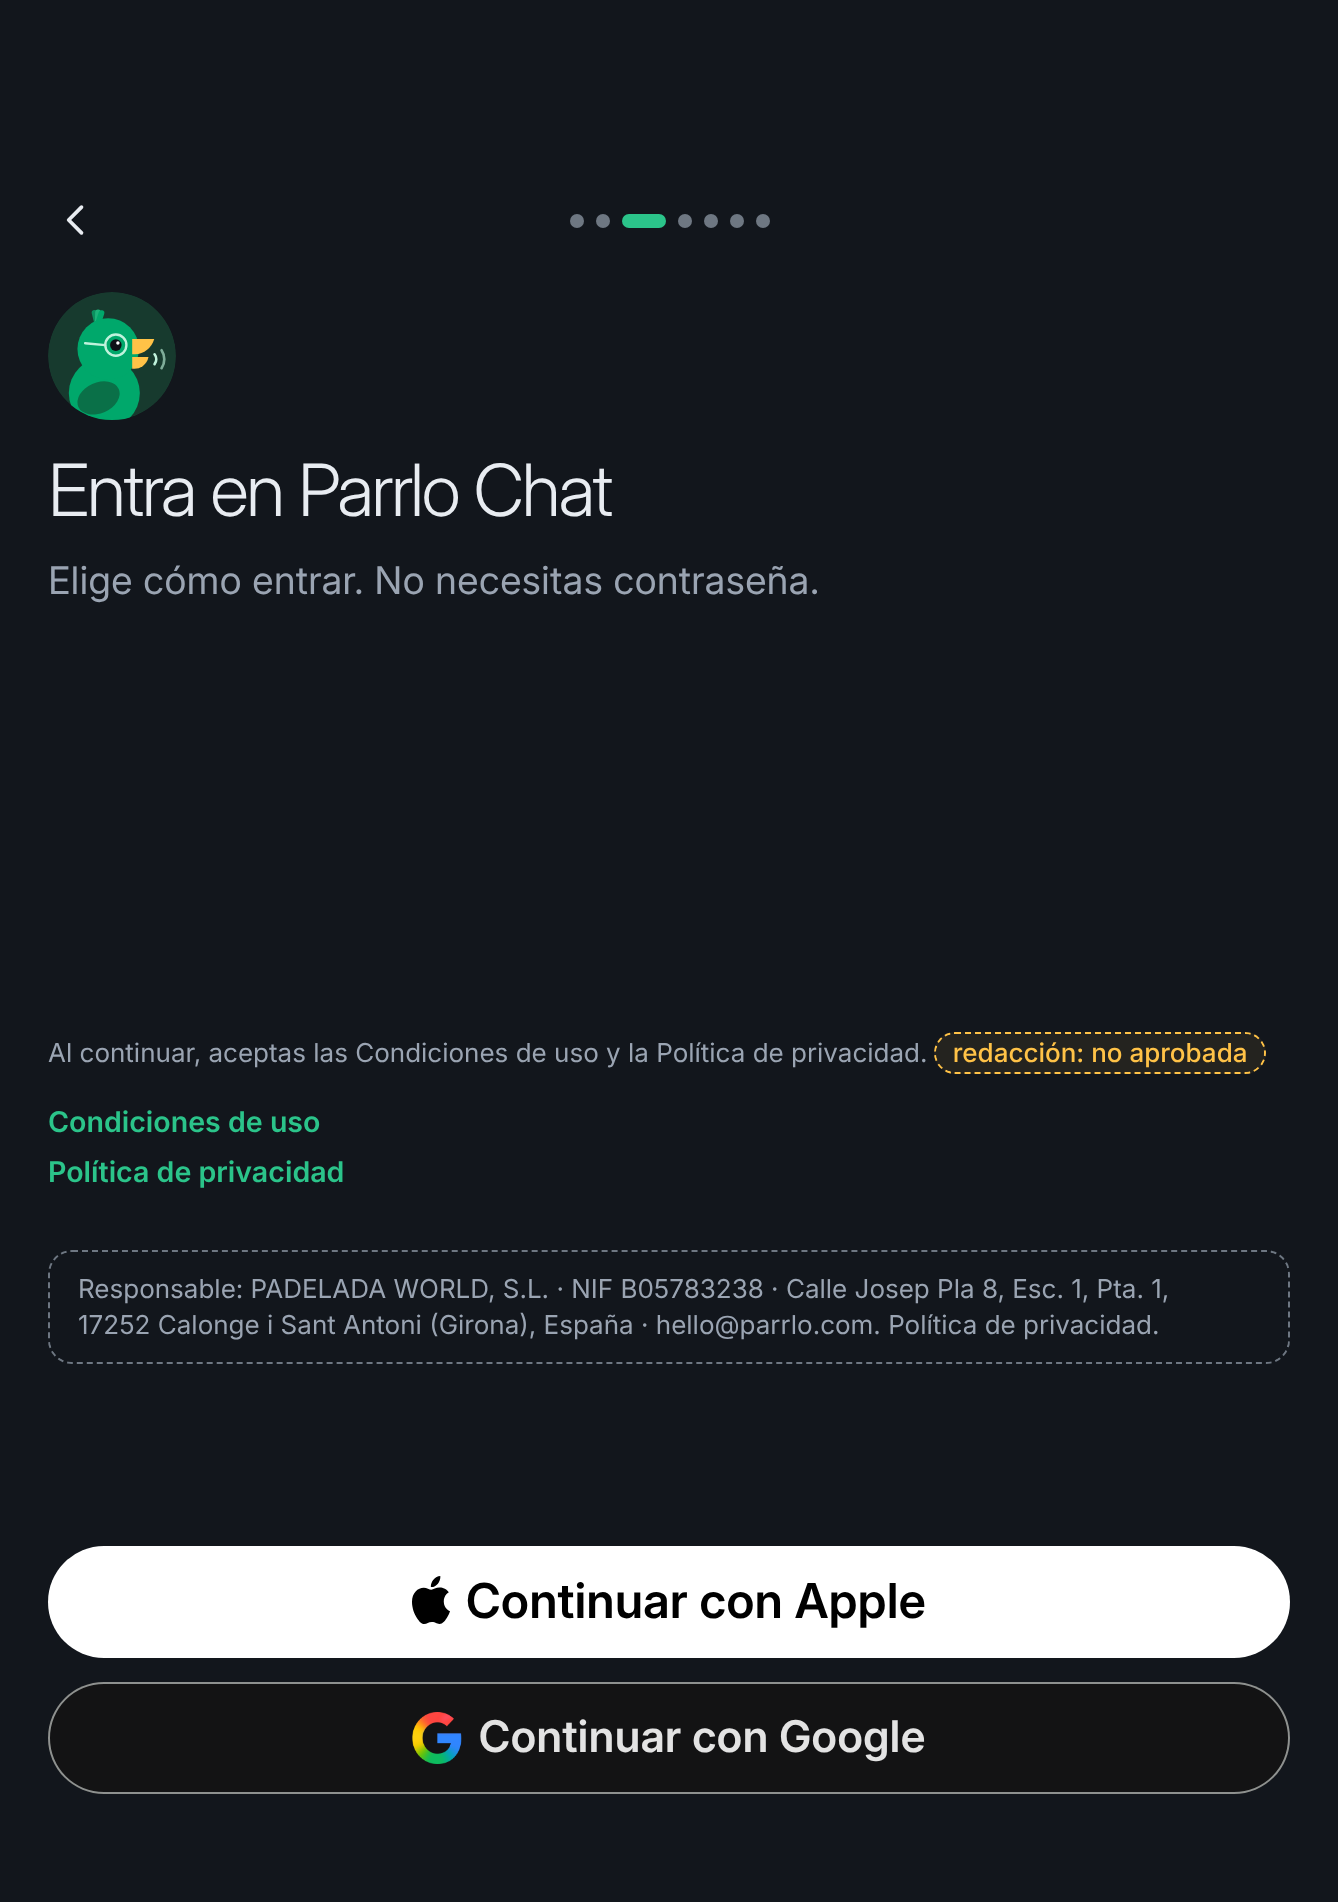 Entra en Parrlo Chat
Elige cómo entrar. No necesitas contraseña.
Al continuar, aceptas las Condiciones de uso y la Política de privacidad. redacción: no aprobada
Condiciones de uso
Política de privacidad
Responsable: PADELADA WORLD, S.L. · NIF B05783238 · Calle Josep Pla 8, Esc. 1, Pta. 1,
17252 Calonge i Sant Antoni (Girona), España · hello@parrlo.com. Política de privacidad.
Continuar con Apple
Continuar con Google